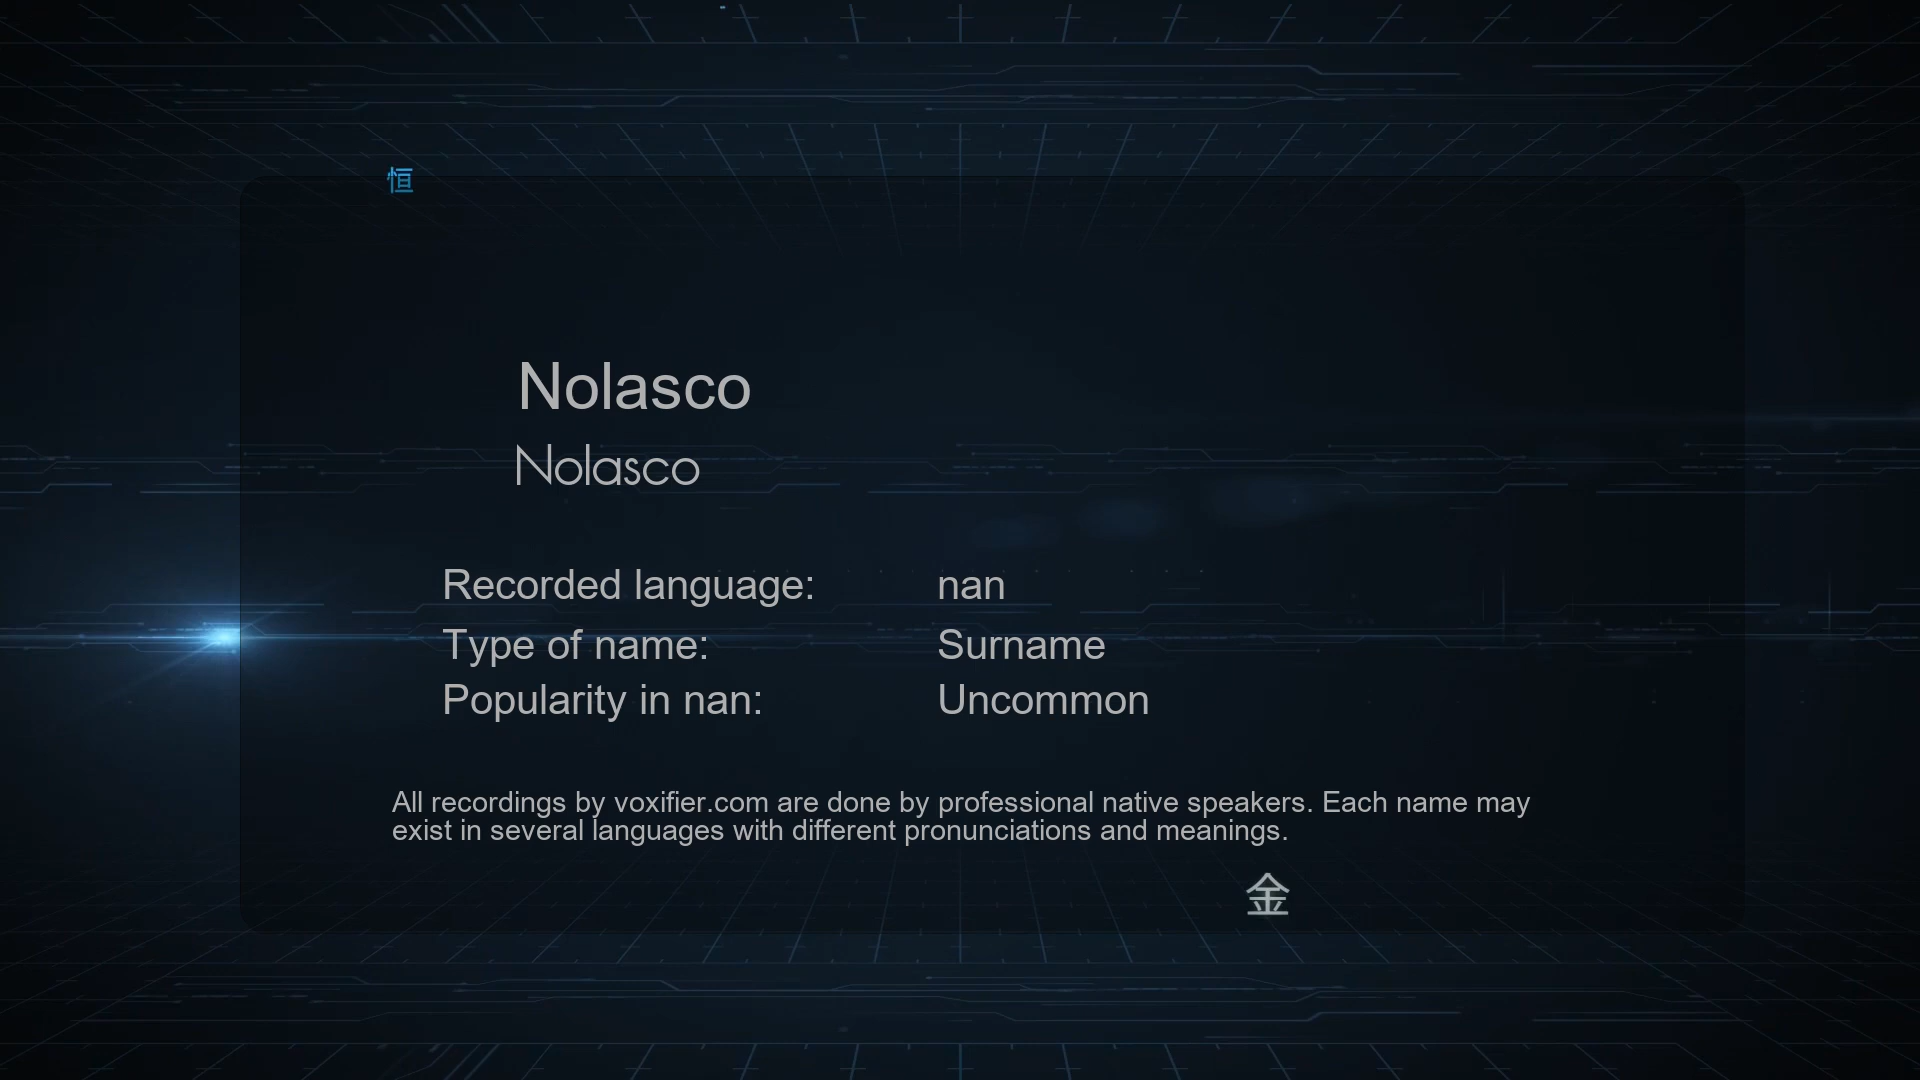 恒
Nolasco
Nolasco
Recorded language: nan
Type of name: Surname
Popularity in nan: Uncommon
All recordings by voxifier.com are done by professional native speakers. Each name may
exist in several languages with different pronunciations and meanings.
金